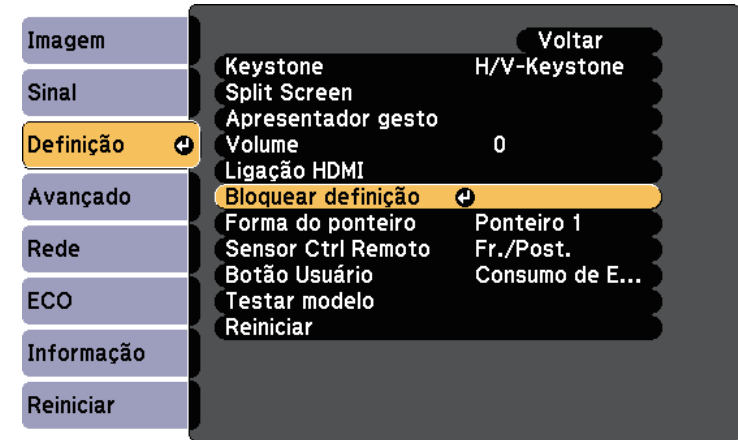 Imagem
Sinal
Definição
Avançado
Rede
ECO
Informação
Reiniciar
Voltar
Keystone H/V-Keystone
Split Screen
Apresentador gesto
Volume 0
Ligação HDMI
Bloquear definição
Forma do ponteiro Ponteiro 1
Sensor Ctrl Remoto Fr./Post.
Botão Usuário Consumo de E...
Testar modelo
Reiniciar